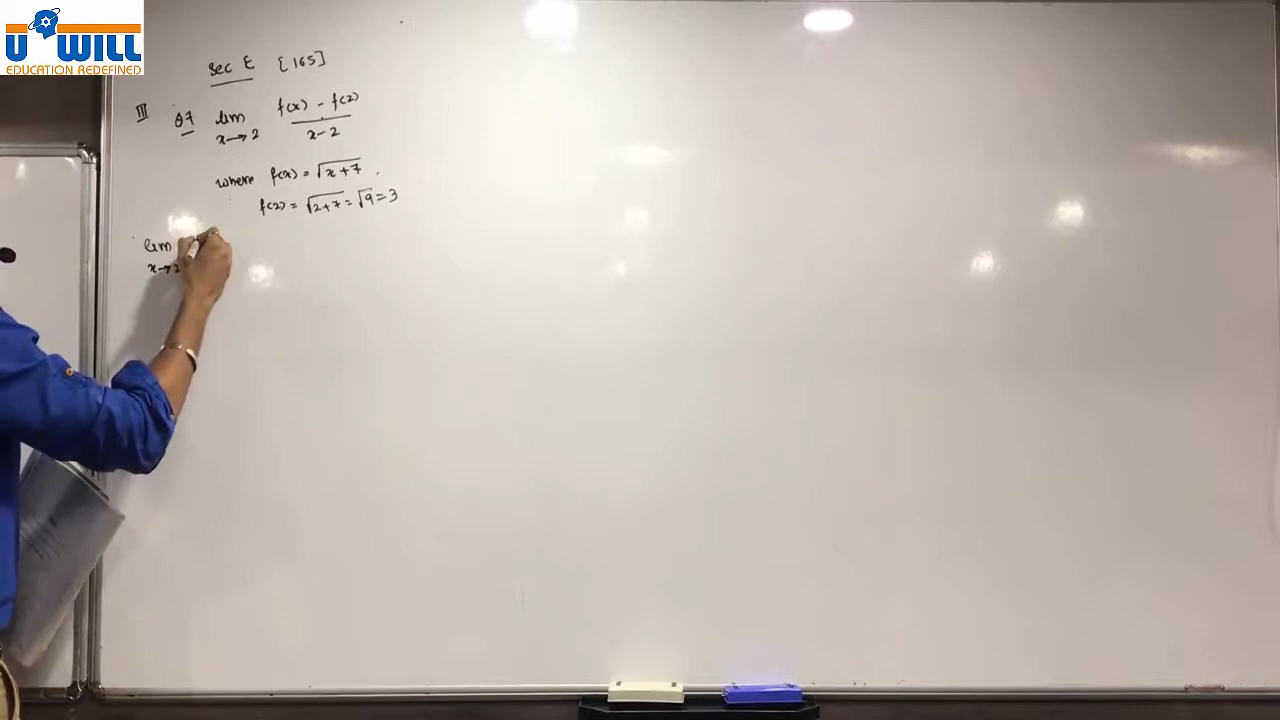 U WILL
EDUCATION REDEFINED
Sec E [165]
III Q7 lim x→2 f(x) - f(2) / x-2
where f(x) = √x+7
f(2) = √2+7 = √9 = 3
lim x→2